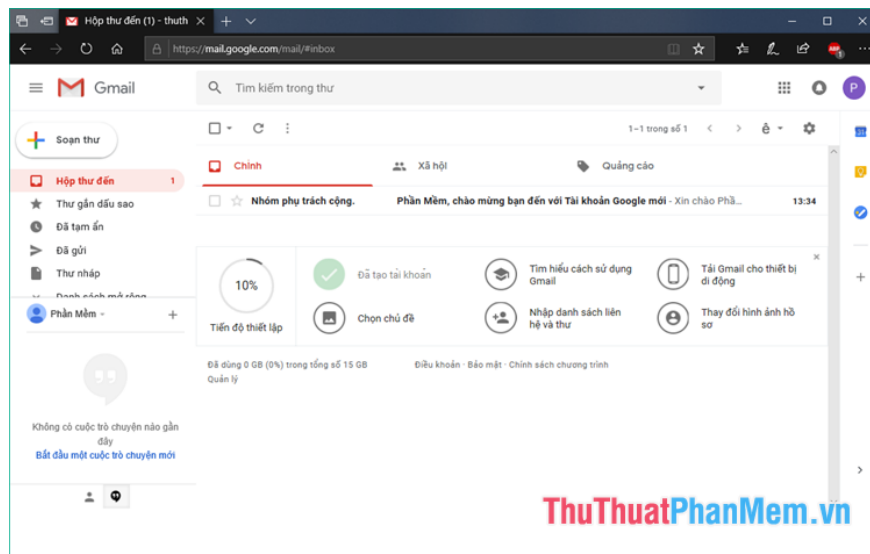 Hộp thư đến (1) - thuth
https://mail.google.com/mail/#inbox
Gmail
Tìm kiếm trong thư
P
Soạn thư
1–1 trong số 1
ê
31
Chính
Xã hội
Quảng cáo
Hộp thư đến 1
Nhóm phụ trách cộng. Phần Mềm, chào mừng bạn đến với Tài khoản Google mới - Xin chào Phầ... 13:34
Thư gắn dấu sao
Đã tạm ẩn
Đã gửi
Thư nháp
Danh sách mở rộng
Phần Mềm
Không có cuộc trò chuyện nào gần
đây
Bắt đầu một cuộc trò chuyện mới
10%
Tiến độ thiết lập
Đã tạo tài khoản
Tìm hiểu cách sử dụng
Gmail
Tải Gmail cho thiết bị
di động
Chọn chủ đề
Nhập danh sách liên
hệ và thư
Thay đổi hình ảnh hồ
sơ
Đã dùng 0 GB (0%) trong tổng số 15 GB
Quản lý
Điều khoản · Bảo mật · Chính sách chương trình
ThuThuatPhanMem.vn